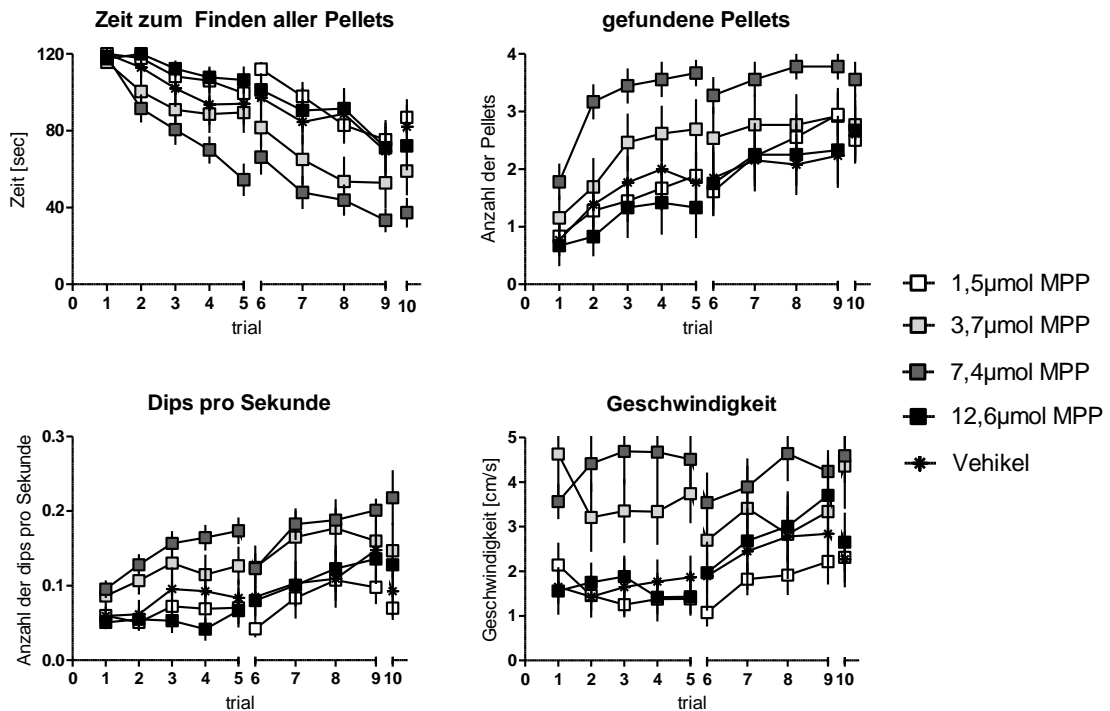 Zeit zum Finden aller Pellets
120
80
40
0
Zeit [sec]
0 1 2 3 4 5 6 7 8 9 10
trial
gefundene Pellets
4
3
2
1
0
Anzahl der Pellets
0 1 2 3 4 5 6 7 8 9 10
trial
1,5µmol MPP
3,7µmol MPP
7,4µmol MPP
12,6µmol MPP
Vehikel
Dips pro Sekunde
0.3
0.2
0.1
0.0
Anzahl der dips pro Sekunde
0 1 2 3 4 5 6 7 8 9 10
trial
Geschwindigkeit
5
4
3
2
1
0
Geschwindigkeit [cm/s]
0 1 2 3 4 5 6 7 8 9 10
trial